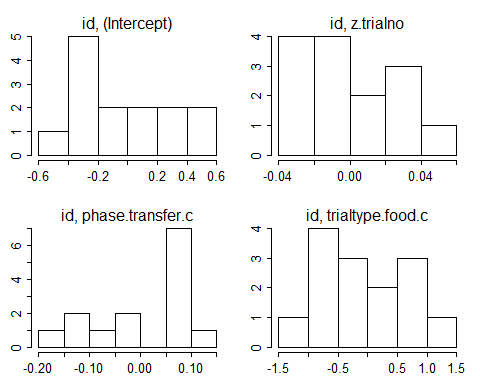 id, (Intercept)
5
4
3
2
1
0
-0.6 -0.2 0.2 0.4 0.6
id, z.trialno
4
3
2
1
0
-0.04 0.00 0.04
id, phase.transfer.c
6
4
2
0
-0.20 -0.10 0.00 0.10
id, trialtype.food.c
4
3
2
1
0
-1.5 -0.5 0.5 1.0 1.5